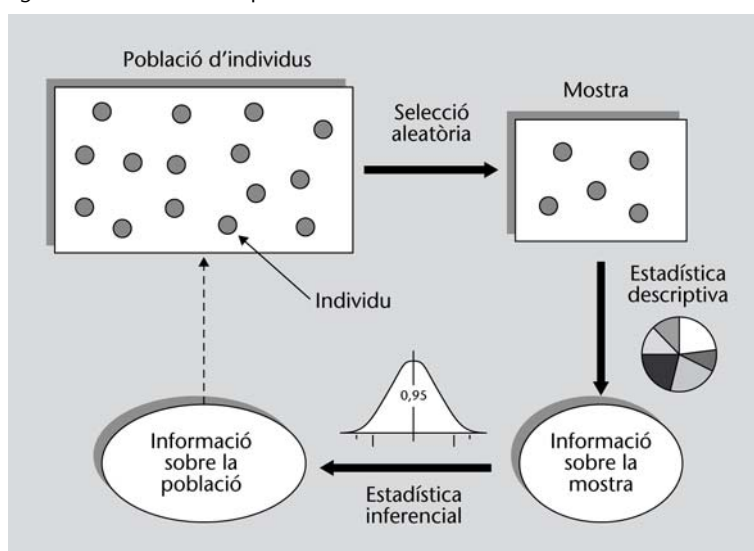 Població d'individus
Selecció
aleatòria
Mostra
Individu
Estadística
descriptiva
0,95
Informació
sobre la
població
Estadística
inferencial
Informació
sobre la
mostra